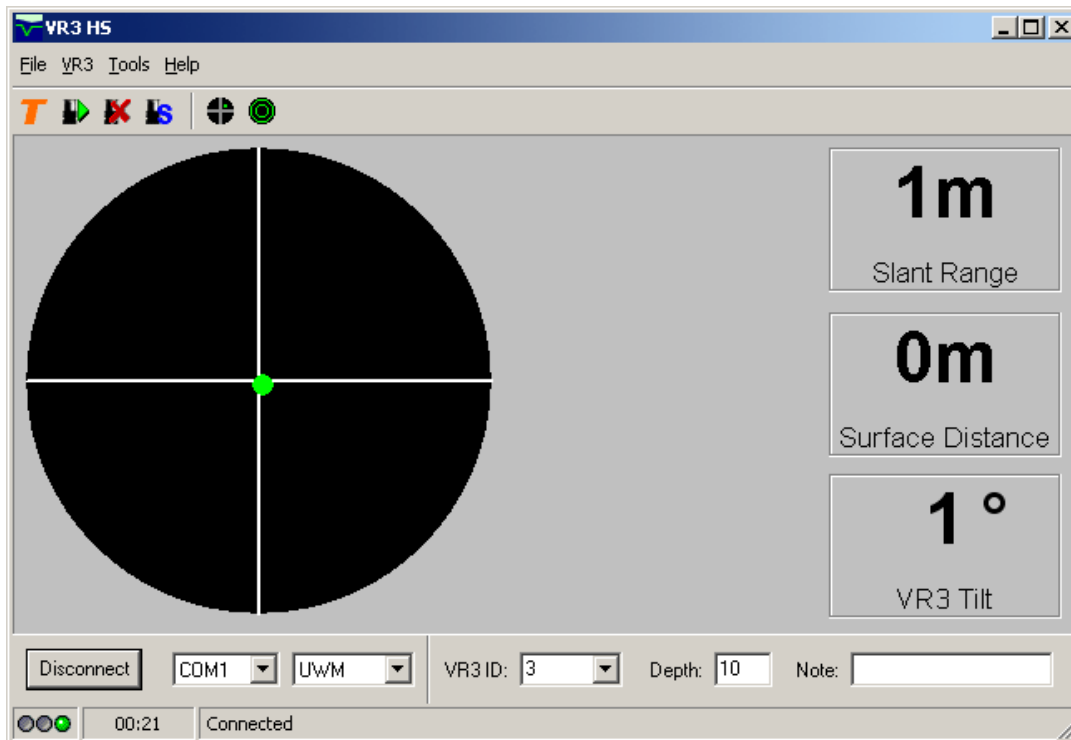 VR3 HS
File VR3 Tools Help
T S
1m
Slant Range
0m
Surface Distance
1 °
VR3 Tilt
Disconnect COM1 UWM VR3 ID: 3 Depth: 10 Note:
00:21 Connected